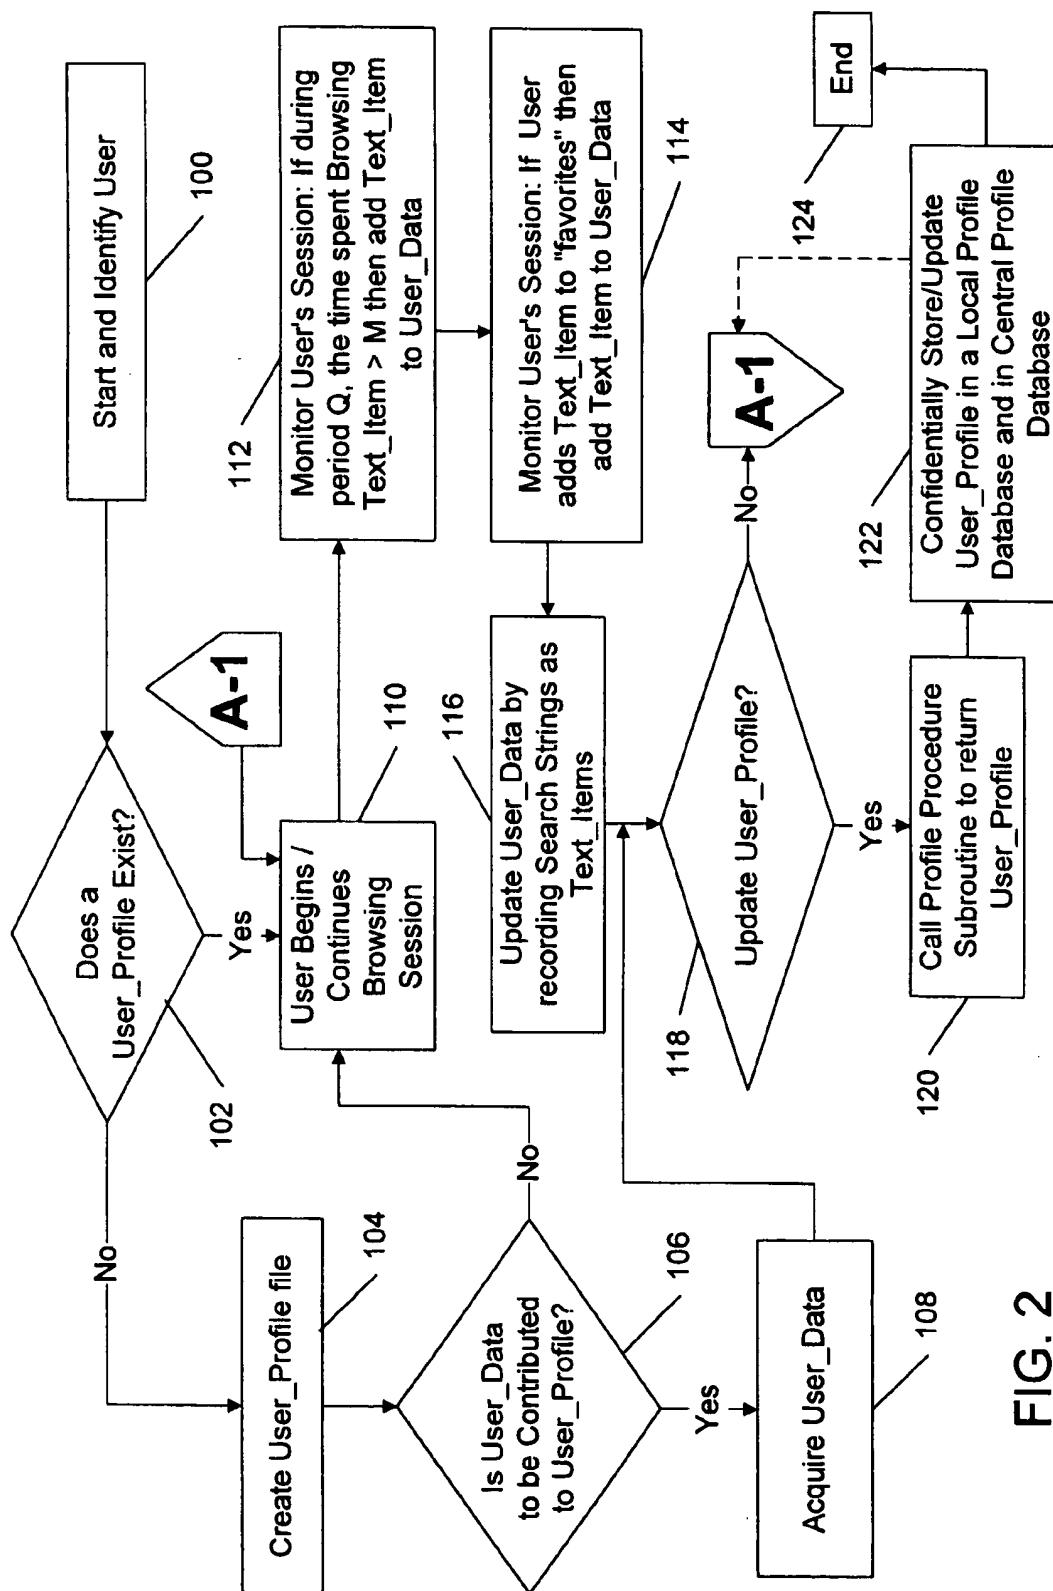 Start and Identify User
100
Does a
User_Profile Exist?
102
No
Yes
Create User_Profile file
104
Is User_Data
to be Contributed
to User_Profile?
106
No
Yes
Acquire User_Data
108
A-1
User Begins /
Continues
Browsing
Session
110
112
Monitor User's Session: If during
period Q, the time spent Browsing
Text_Item > M then add Text_Item
to User_Data
Monitor User's Session: If User
adds Text_Item to "favorites" then
add Text_Item to User_Data
114
116
Update User_Data by
recording Search Strings as
Text_Items
Update User_Profile?
118
No
A-1
Yes
Call Profile Procedure
Subroutine to return
User_Profile
120
122
Confidentially Store/Update
User_Profile in a Local Profile
Database and in Central Profile
Database
124
End
FIG. 2